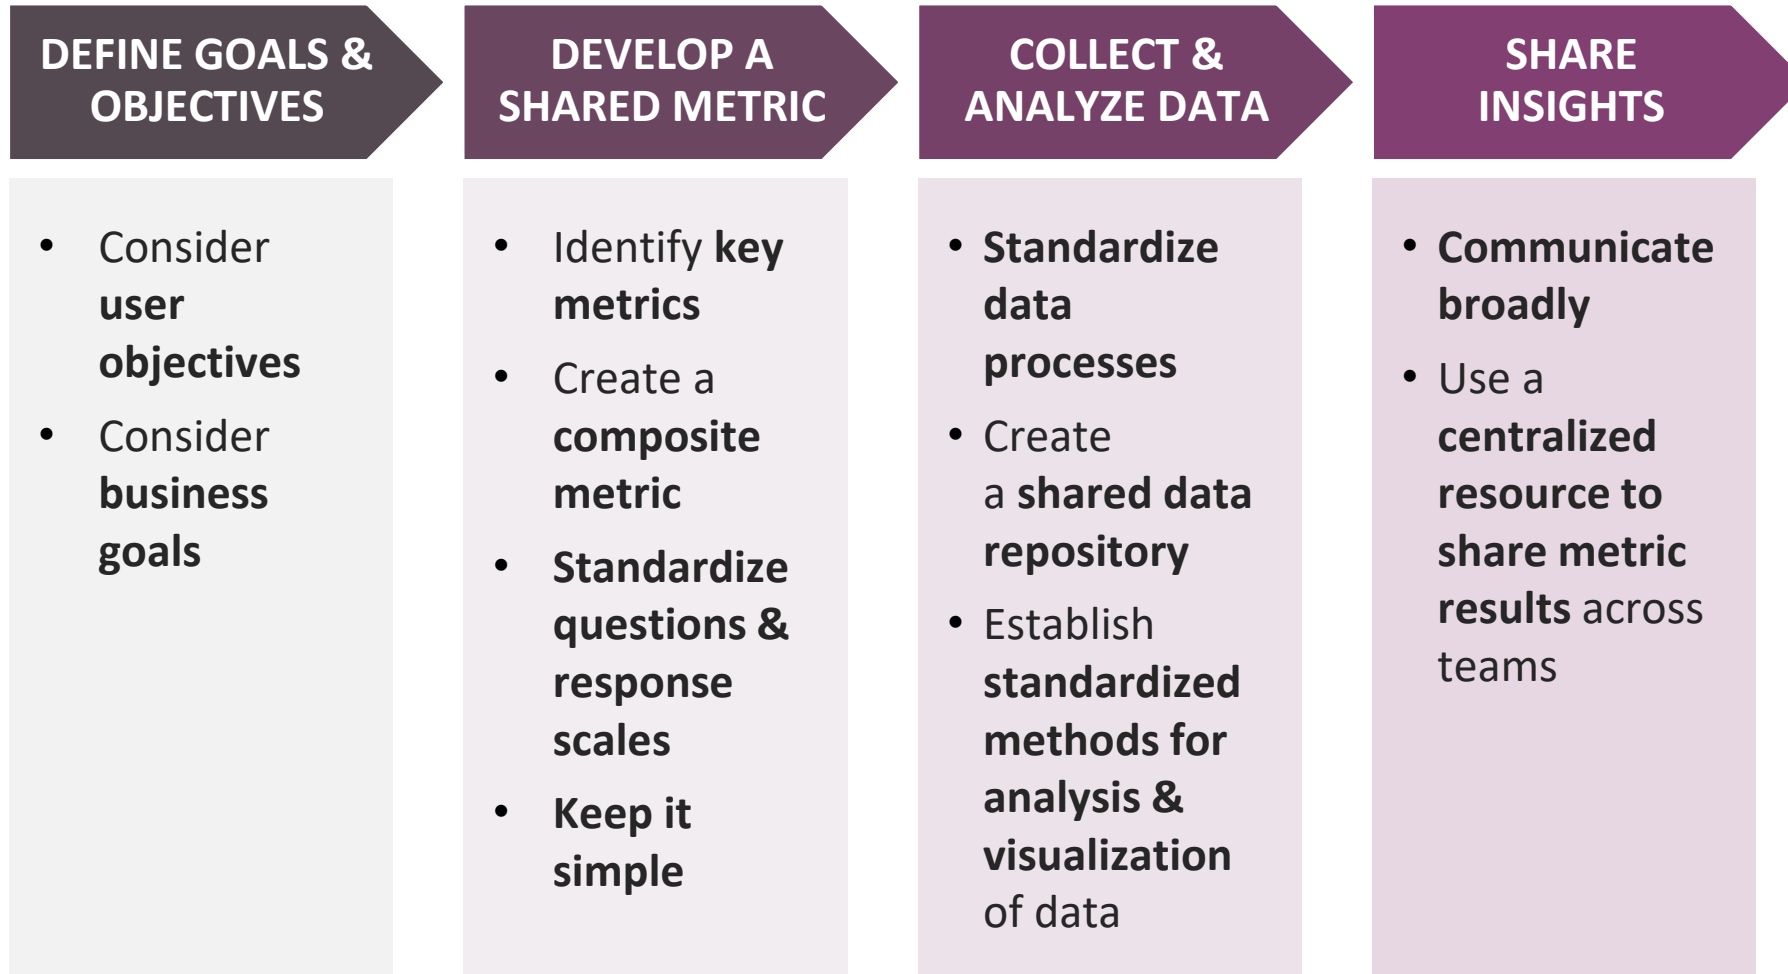 DEFINE GOALS &
OBJECTIVES
• Consider
user
objectives
• Consider
business
goals
DEVELOP A
SHARED METRIC
• Identify key
metrics
• Create a
composite
metric
• Standardize
questions &
response
scales
• Keep it
simple
COLLECT &
ANALYZE DATA
• Standardize
data
processes
• Create
a shared data
repository
• Establish
standardized
methods for
analysis &
visualization
of data
SHARE
INSIGHTS
• Communicate
broadly
• Use a
centralized
resource to
share metric
results across
teams